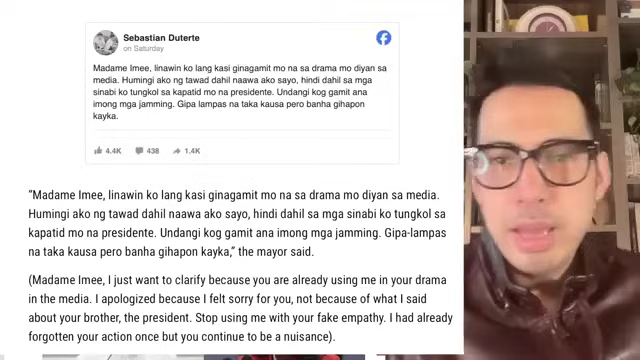 Sebastian Duterte
on Saturday
Madame Imee, linawin ko lang kasi ginagamit mo na sa drama mo diyan sa
media. Humingi ako ng tawad dahil naawa ako sayo, hindi dahil sa mga
sinabi ko tungkol sa kapatid mo na presidente. Undangi kog gamit ana
imong mga jamming. Gipa lampas na taka kausa pero banha gihapon
kayka.
4.4K 438 1.4K
“Madame Imee, linawin ko lang kasi ginagamit mo na sa drama mo diyan sa media.
Humingi ako ng tawad dahil naawa ako sayo, hindi dahil sa mga sinabi ko tungkol sa
kapatid mo na presidente. Undangi kog gamit ana imong mga jamming. Gipa-lampas
na taka kausa pero banha gihapon kayka,” the mayor said.
(Madame Imee, I just want to clarify because you are already using me in your drama
in the media. I apologized because I felt sorry for you, not because of what I said
about your brother, the president. Stop using me with your fake empathy. I had already
forgotten your action once but you continue to be a nuisance).